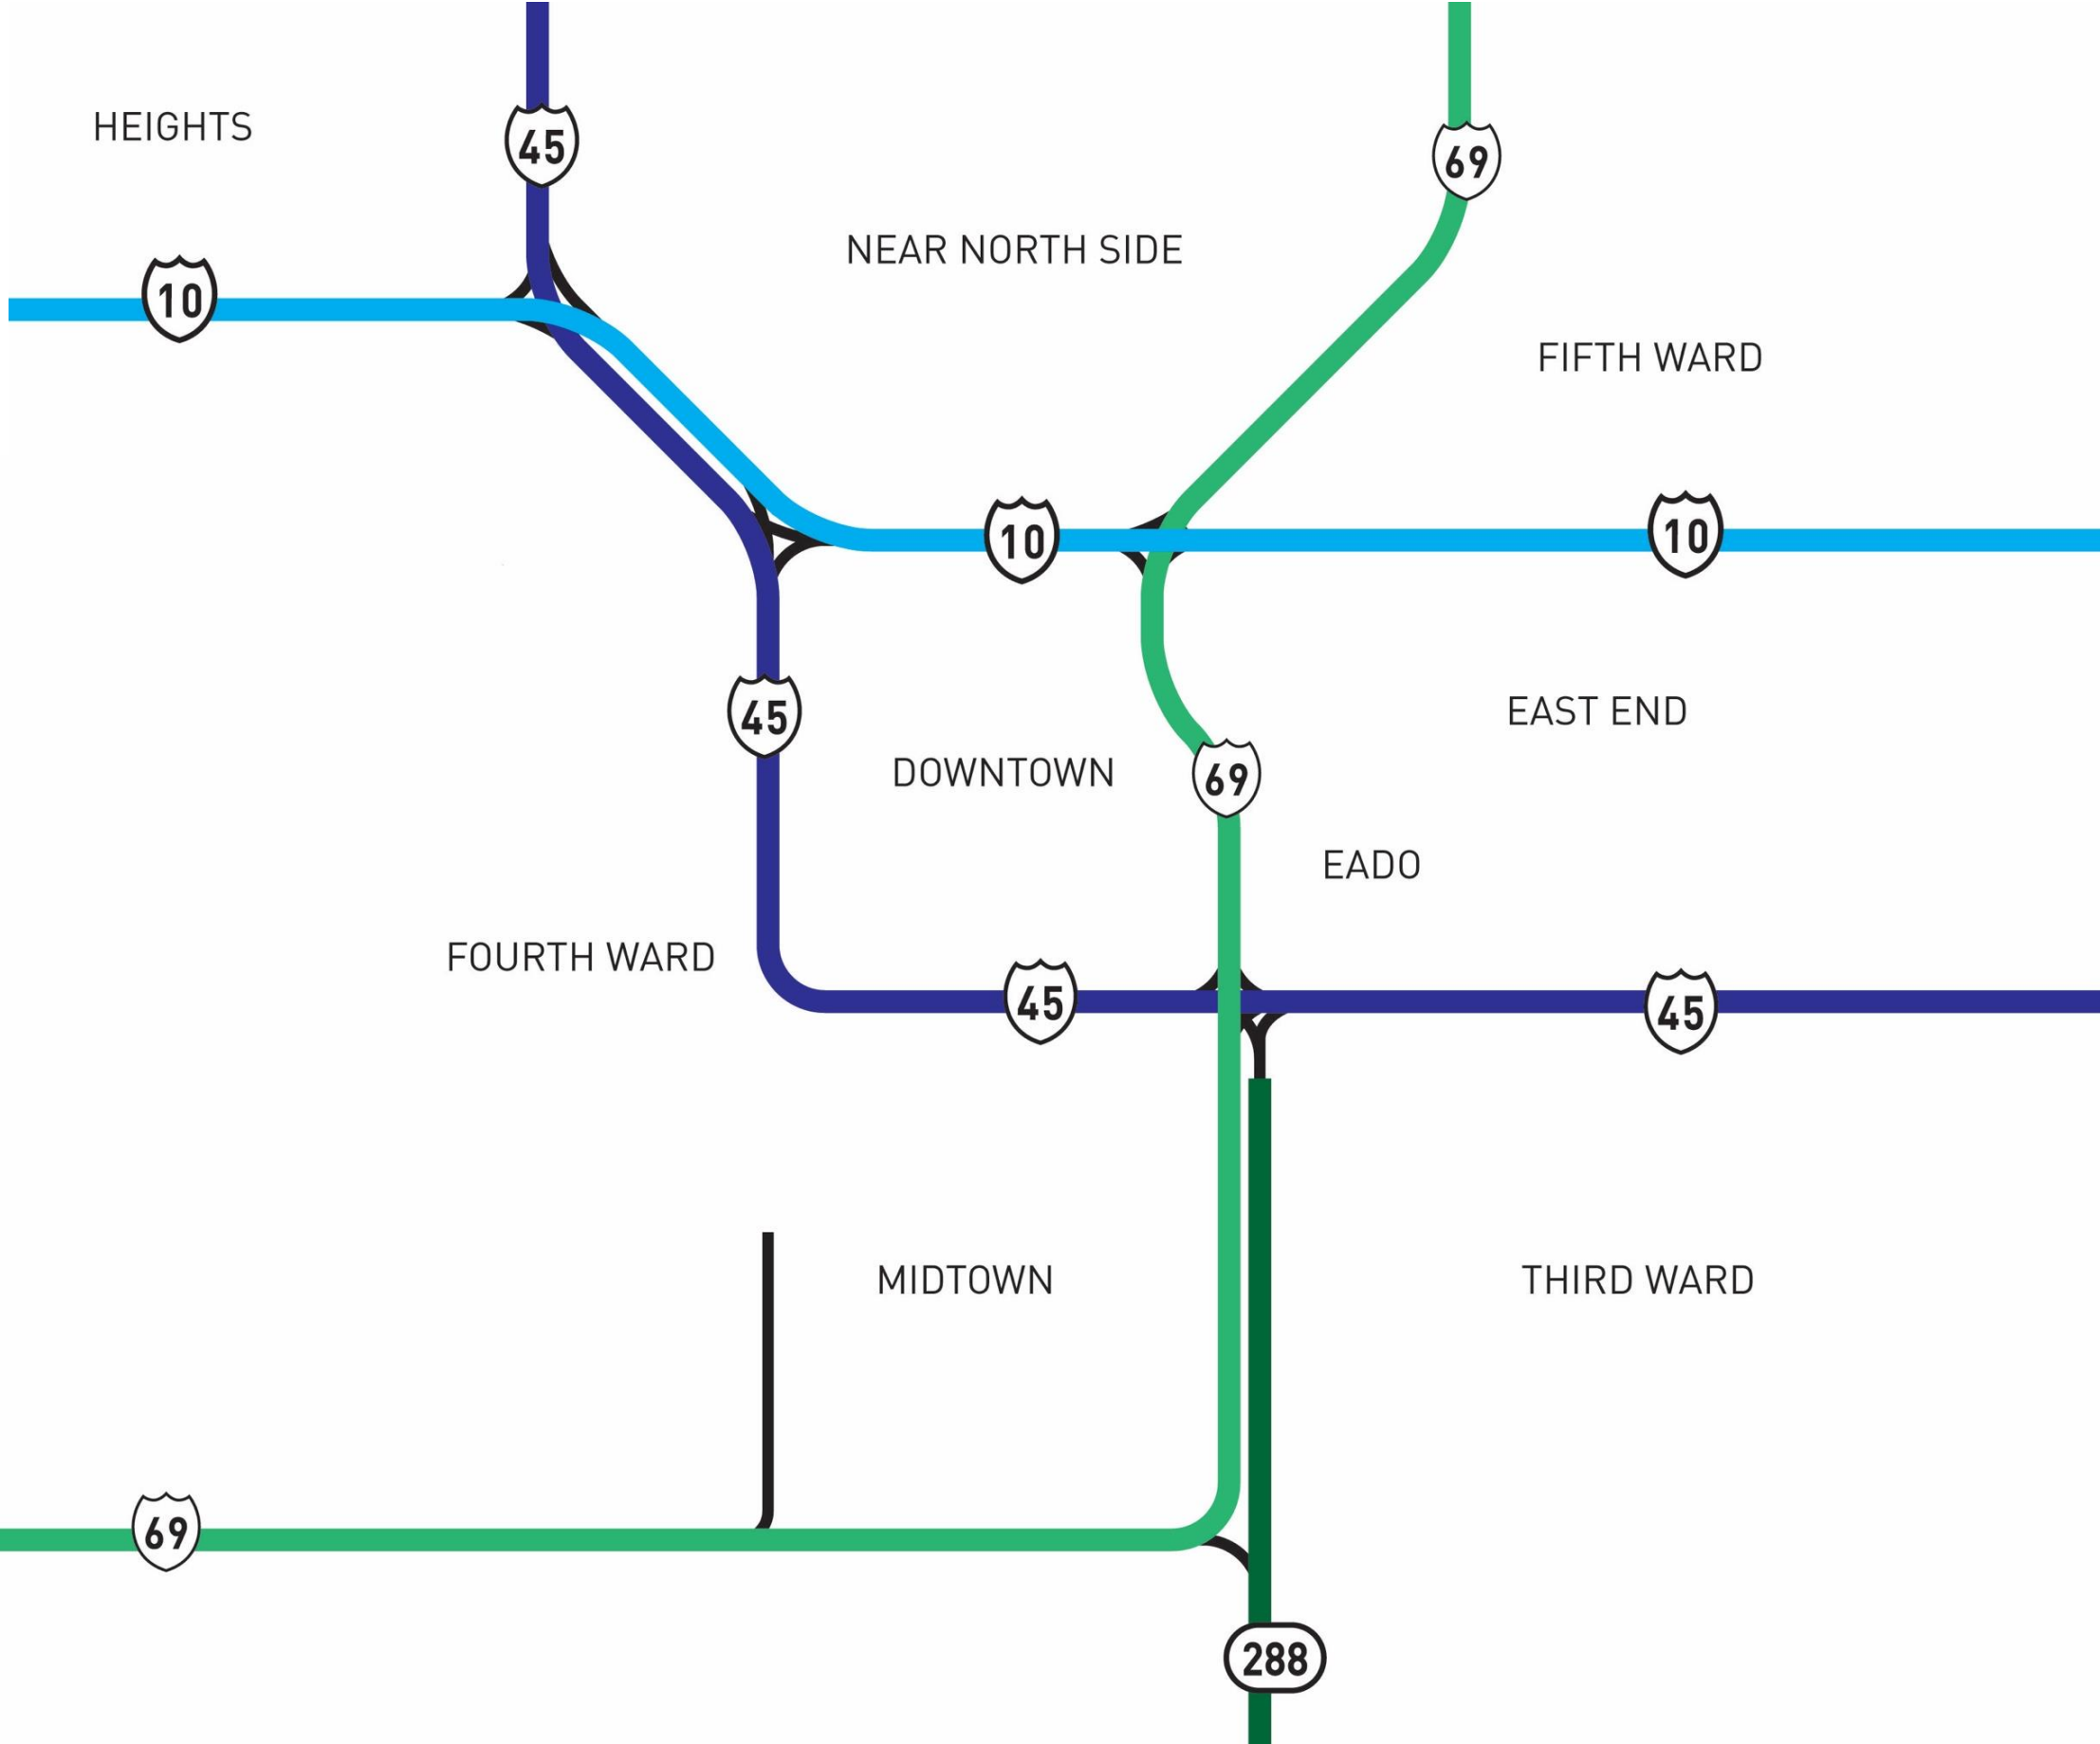 HEIGHTS
45
69
NEAR NORTH SIDE
10
FIFTH WARD
10
10
EAST END
45
DOWNTOWN
69
EADO
FOURTH WARD
45
45
MIDTOWN
THIRD WARD
69
288